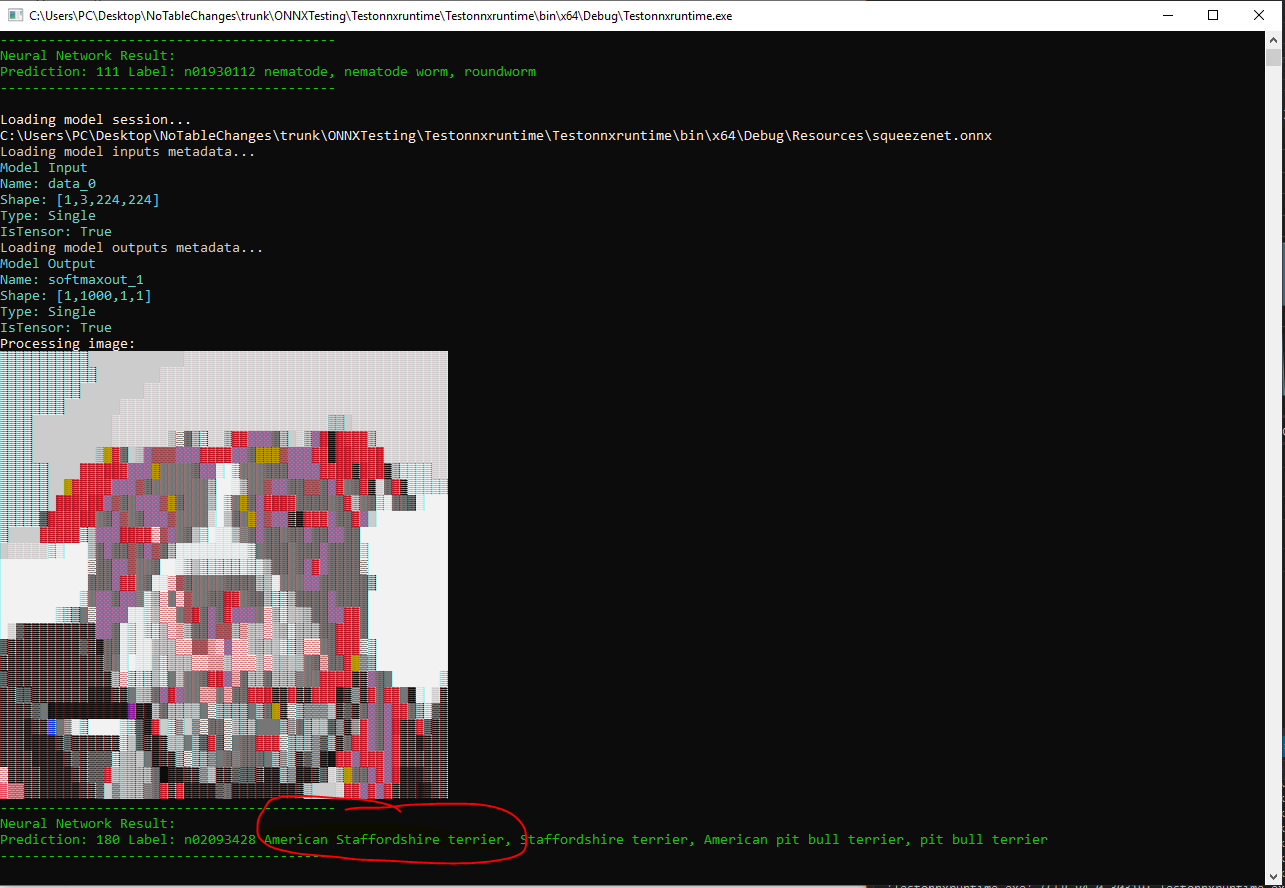 C:\Users\PC\Desktop\NoTableChanges\trunk\ONNXTesting\Testonnxruntime\Testonnxruntime\bin\x64\Debug\Testonnxruntime.exe
------------------------------------------
Neural Network Result:
Prediction: 111 Label: n01930112 nematode, nematode worm, roundworm
------------------------------------------
Loading model session...
C:\Users\PC\Desktop\NoTableChanges\trunk\ONNXTesting\Testonnxruntime\Testonnxruntime\bin\x64\Debug\Resources\squeezenet.onnx
Loading model inputs metadata...
Model Input
Name: data_0
Shape: [1,3,224,224]
Type: Single
IsTensor: True
Loading model outputs metadata...
Model Output
Name: softmaxout_1
Shape: [1,1000,1,1]
Type: Single
IsTensor: True
Processing image:
------------------------------------------
Neural Network Result:
Prediction: 180 Label: n02093428 American Staffordshire terrier, Staffordshire terrier, American pit bull terrier, pit bull terrier
------------------------------------------